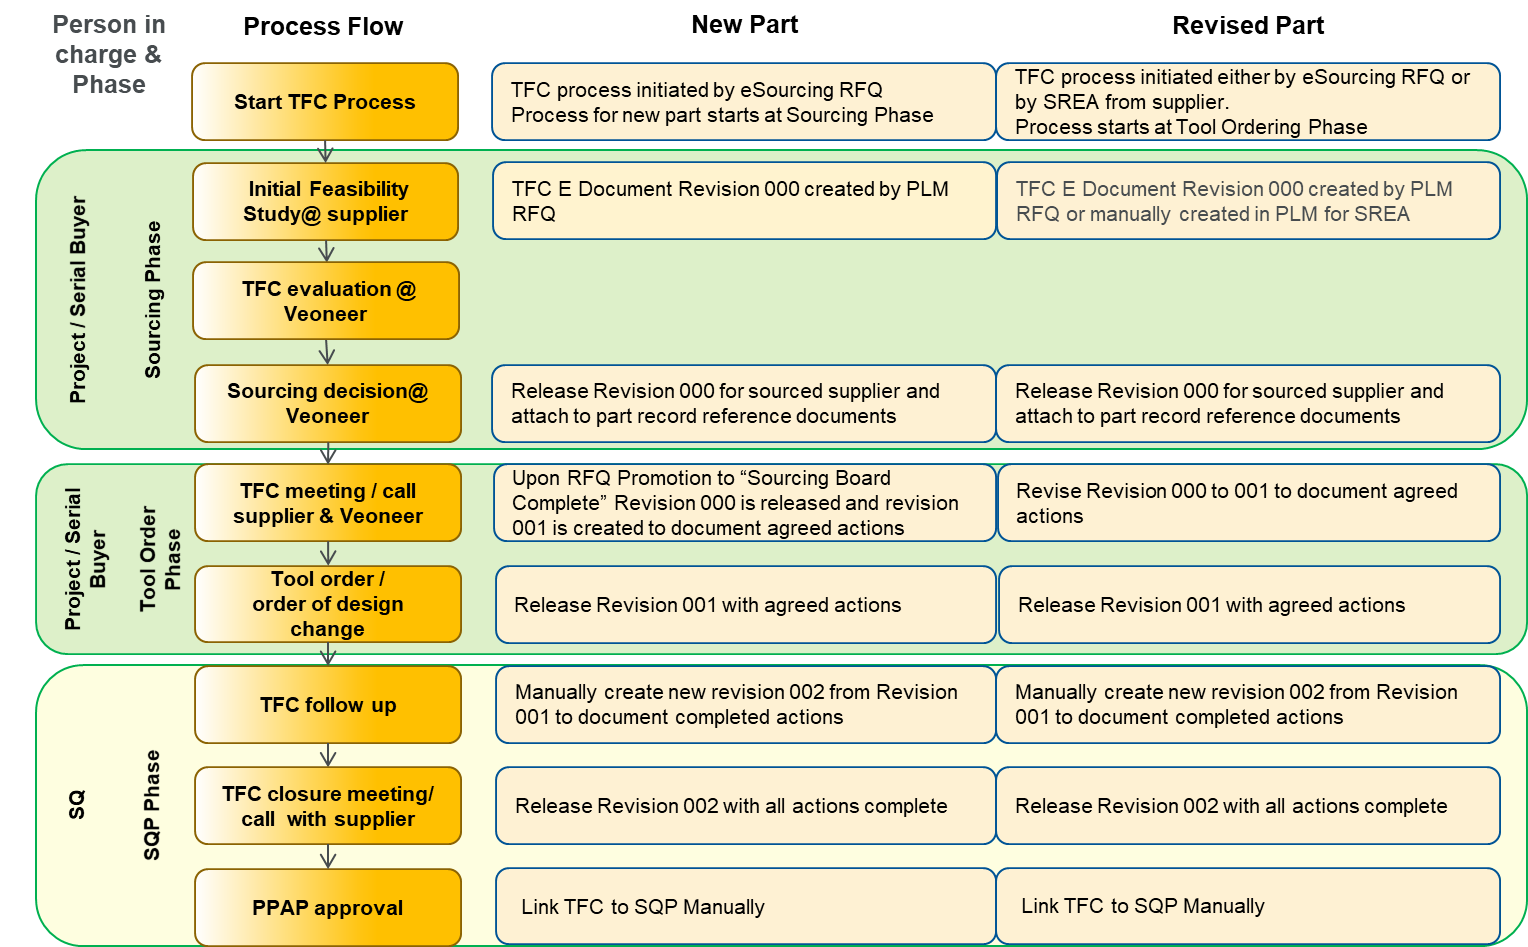 Person in
charge &
Phase
Process Flow
New Part
Revised Part
Start TFC Process
TFC process initiated by eSourcing RFQ
Process for new part starts at Sourcing Phase
TFC process initiated either by eSourcing RFQ or
by SREA from supplier.
Process starts at Tool Ordering Phase
Project / Serial Buyer
Sourcing Phase
Initial Feasibility
Study@ supplier
TFC E Document Revision 000 created by PLM
RFQ
TFC E Document Revision 000 created by PLM
RFQ or manually created in PLM for SREA
TFC evaluation @
Veoneer
Sourcing decision@
Veoneer
Release Revision 000 for sourced supplier and
attach to part record reference documents
Release Revision 000 for sourced supplier and
attach to part record reference documents
Project / Serial
Buyer
Tool Order
Phase
TFC meeting / call
supplier & Veoneer
Upon RFQ Promotion to “Sourcing Board
Complete” Revision 000 is released and revision
001 is created to document agreed actions
Revise Revision 000 to 001 to document agreed
actions
Tool order /
order of design
change
Release Revision 001 with agreed actions
Release Revision 001 with agreed actions
SQ
SQP Phase
TFC follow up
Manually create new revision 002 from Revision
001 to document completed actions
Manually create new revision 002 from Revision
001 to document completed actions
TFC closure meeting/
call with supplier
Release Revision 002 with all actions complete
Release Revision 002 with all actions complete
PPAP approval
Link TFC to SQP Manually
Link TFC to SQP Manually